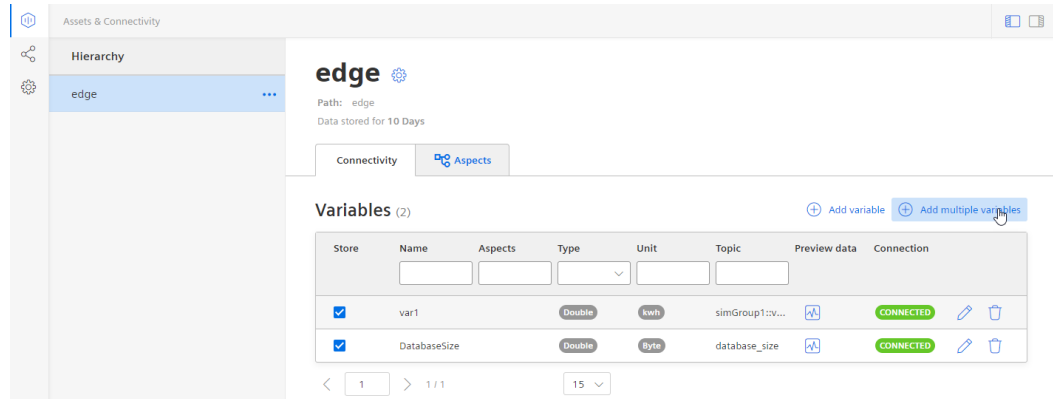 Assets & Connectivity
Hierarchy
edge
edge
Path: edge
Data stored for 10 Days
Connectivity
Aspects
Variables (2)
Add variable
Add multiple variables
Store Name Aspects Type Unit Topic Preview data Connection
var1 Double kwh simGroup1::v... CONNECTED
DatabaseSize Double Byte database_size CONNECTED
1 1 / 1 15